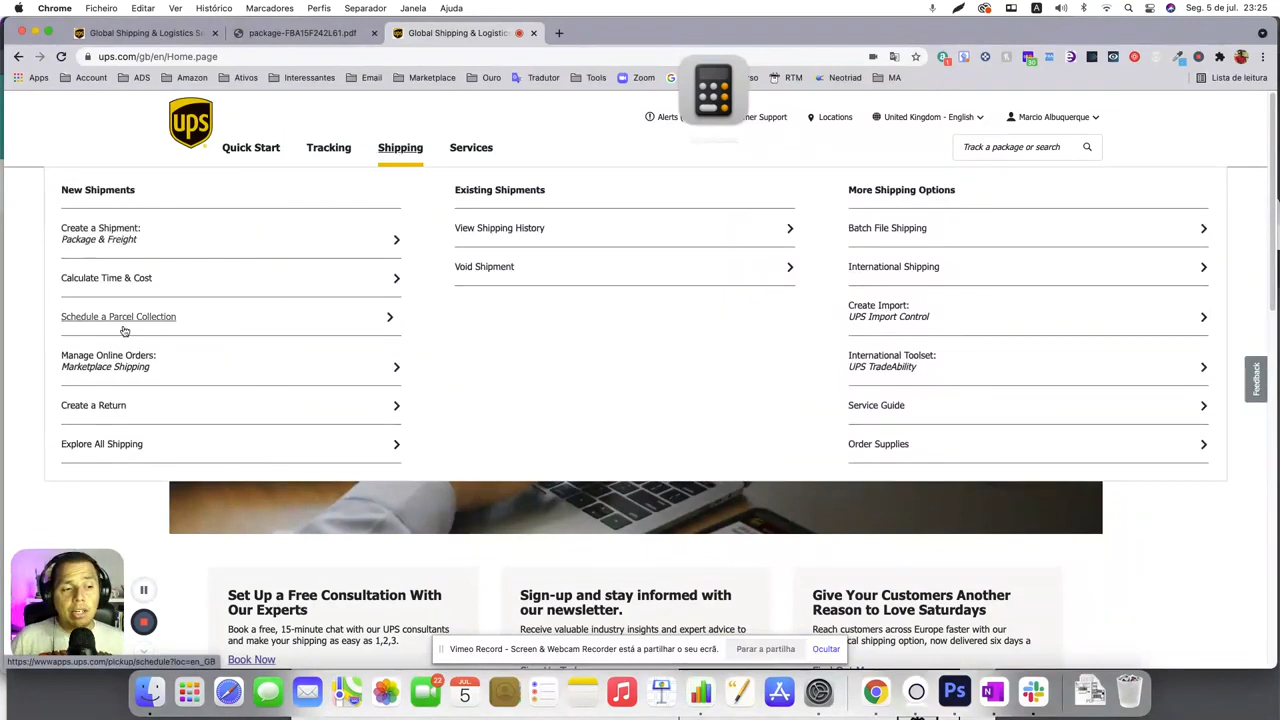 Chrome Ficheiro Editar Ver Histórico Marcadores Perfis Separador Janela Ajuda Seg. 5 de jul. 23:25
Global Shipping & Logistics S package-FBA15F242L61.pdf Global Shipping & Logistic
ups.com/gb/en/Home.page
Apps Account ADS Amazon Ativos Interessantes Email Marketplace Ouro Tradutor Tools Zoom RTM Neotriad MA Lista de leitura
Alerts Support Locations United Kingdom - English Marcio Albuquerque
ups
Quick Start Tracking Shipping Services Track a package or search
New Shipments Existing Shipments More Shipping Options
Create a Shipment: View Shipping History Batch File Shipping
Package & Freight
Calculate Time & Cost Void Shipment International Shipping
Schedule a Parcel Collection Create Import:
UPS Import Control
Manage Online Orders: International Toolset:
Marketplace Shipping UPS TradeAbility
Create a Return Service Guide
Explore All Shipping Order Supplies
Feedback
Set Up a Free Consultation With Sign-up and stay informed with Give Your Customers Another
Our Experts our newsletter. Reason to Love Saturdays
Book a free, 15-minute chat with our UPS consultants Receive valuable industry insights and expert advice to Reach customers across Europe faster with our
and make your shipping as easy as 1,2,3. shipping option, now delivered six days a
Vimeo Record - Screen & Webcam Recorder está a partilhar o seu ecrã. Parar a partilha Ocultar
Book Now
https://wwwapps.ups.com/pickup/schedule?loc=en_GB
22
JUL.
5
Ps
N